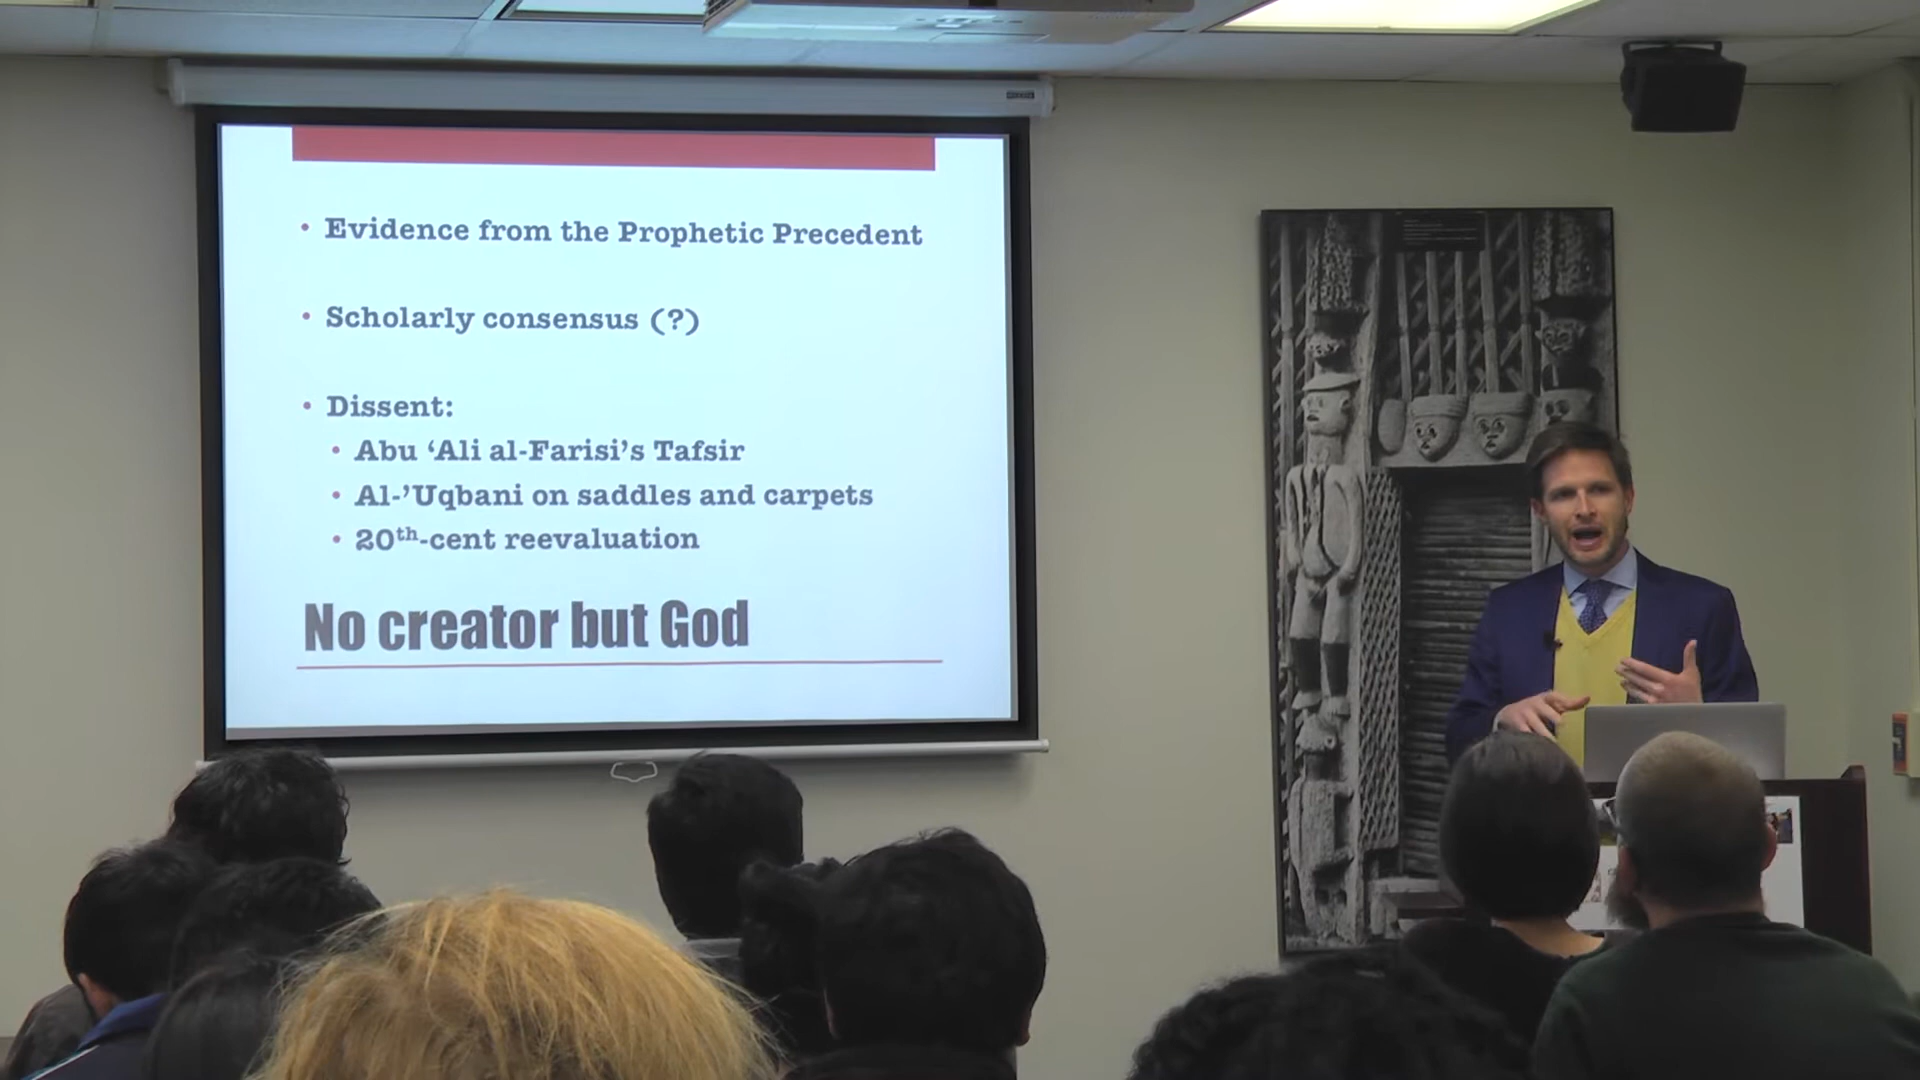 • Evidence from the Prophetic Precedent
• Scholarly consensus (?)
• Dissent:
• Abu ‘Ali al-Farisi’s Tafsir
• Al-’Uqbani on saddles and carpets
• 20th-cent reevaluation
No creator but God